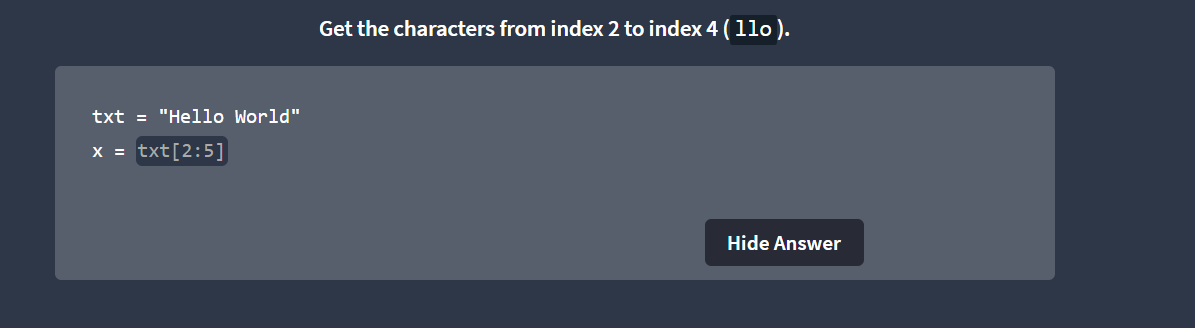 Get the characters from index 2 to index 4 (llo).
txt = "Hello World"
x = txt[2:5]
Hide Answer